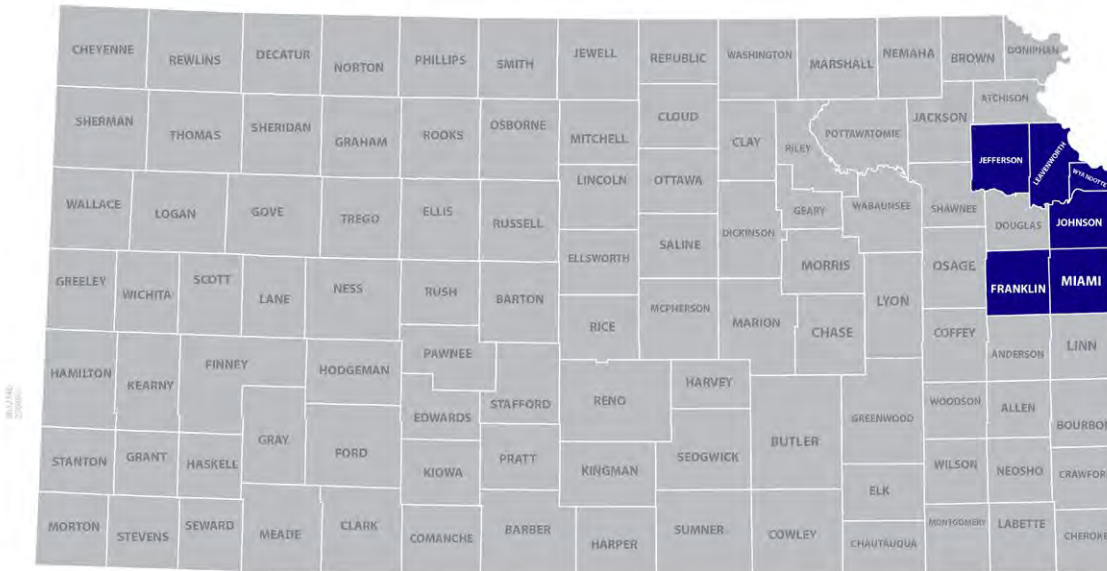 CHEYENNE
REWLINS
DECATUR
NORTON
PHILLIPS
SMITH
JEWELL
REPUBLIC
WASHINGTON
MARSHALL
NEMAHA
BROWN
DONIPHAN
ATCHISON
SHERMAN
THOMAS
SHERIDAN
GRAHAM
ROOKS
OSBORNE
MITCHELL
CLOUD
CLAY
RILEY
POTTAWATOMIE
JACKSON
JEFFERSON
LEAVENWORTH
WYANDOTTE
LINCOLN
OTTAWA
WALLACE
LOGAN
GOVE
TREGO
ELLIS
RUSSELL
GEARY
WABAUNSEE
SHAWNEE
DOUGLAS
JOHNSON
ELLSWORTH
SALINE
DICKINSON
MORRIS
OSAGE
FRANKLIN
MIAMI
GREELEY
WICHITA
SCOTT
LANE
NESS
RUSH
BARTON
RICE
MCPHERSON
MARION
CHASE
LYON
COFFEY
ANDERSON
LINN
HAMILTON
KEARNY
FINNEY
HODGEMAN
PAWNEE
STAFFORD
EDWARDS
RENO
HARVEY
BUTLER
GREENWOOD
WOODSON
ALLEN
BOURBON
STANTON
GRANT
HASKELL
GRAY
FORD
KIOWA
PRATT
KINGMAN
SEDGWICK
ELK
WILSON
NEOSHO
CRAWFOR
MORTON
STEVENS
SEWARD
MEADE
CLARK
COMANCHE
BARBER
HARPER
SUMNER
COWLEY
CHAUTAUQUA
MONTGOMERY
LABETTE
CHEROKE